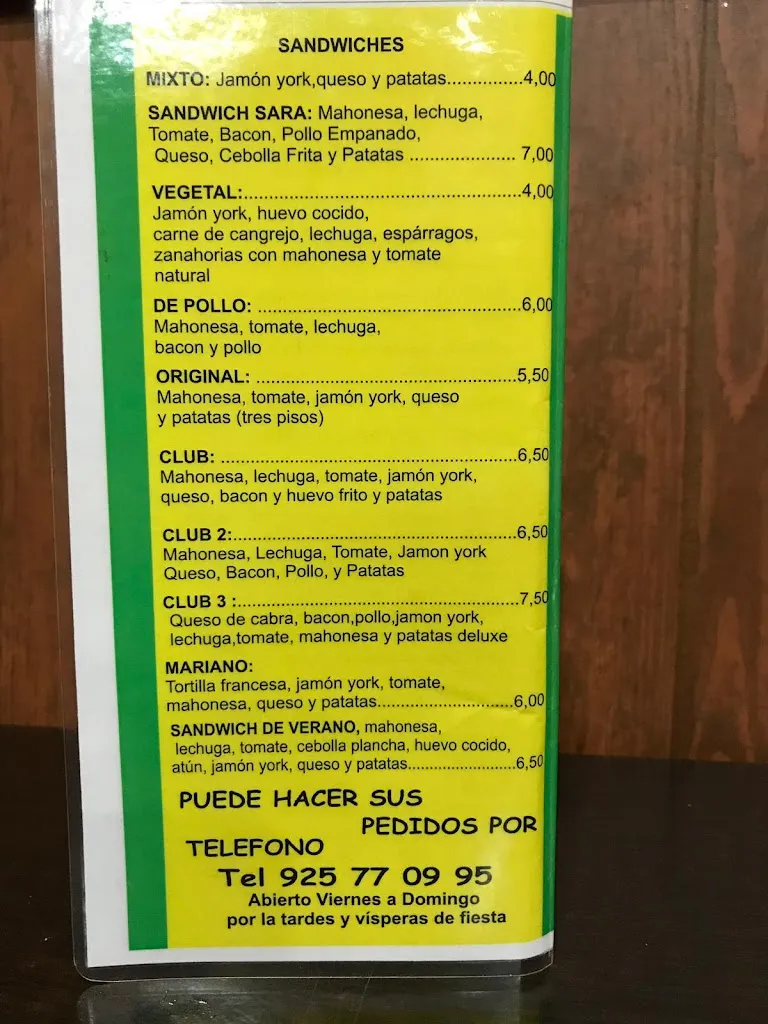 SANDWICHES
MIXTO: Jamón york,queso y patatas..............4,00
SANDWICH SARA: Mahonesa, lechuga,
Tomate, Bacon, Pollo Empanado,
Queso, Cebolla Frita y Patatas ..................... 7,00
VEGETAL:......................................................4,00
Jamón york, huevo cocido,
carne de cangrejo, lechuga, espárragos,
zanahorias con mahonesa y tomate
natural
DE POLLO: ...................................................6,00
Mahonesa, tomate, lechuga,
bacon y pollo
ORIGINAL: ...................................................5,50
Mahonesa, tomate, jamón york, queso
y patatas (tres pisos)
CLUB: ..........................................................6,50
Mahonesa, lechuga, tomate, jamón york,
queso, bacon y huevo frito y patatas
CLUB 2:.......................................................6,50
Mahonesa, Lechuga, Tomate, Jamon york
Queso, Bacon, Pollo, y Patatas
CLUB 3 :.......................................................7,50
Queso de cabra, bacon,pollo,jamon york,
lechuga,tomate, mahonesa y patatas deluxe
MARIANO:
Tortilla francesa, jamón york, tomate,
mahonesa, queso y patatas...........................6,00
SANDWICH DE VERANO, mahonesa,
lechuga, tomate, cebolla plancha, huevo cocido,
atún, jamón york, queso y patatas.....................6,50
PUEDE HACER SUS
PEDIDOS POR
TELEFONO
Tel 925 77 09 95
Abierto Viernes a Domingo
por la tardes y vísperas de fiesta